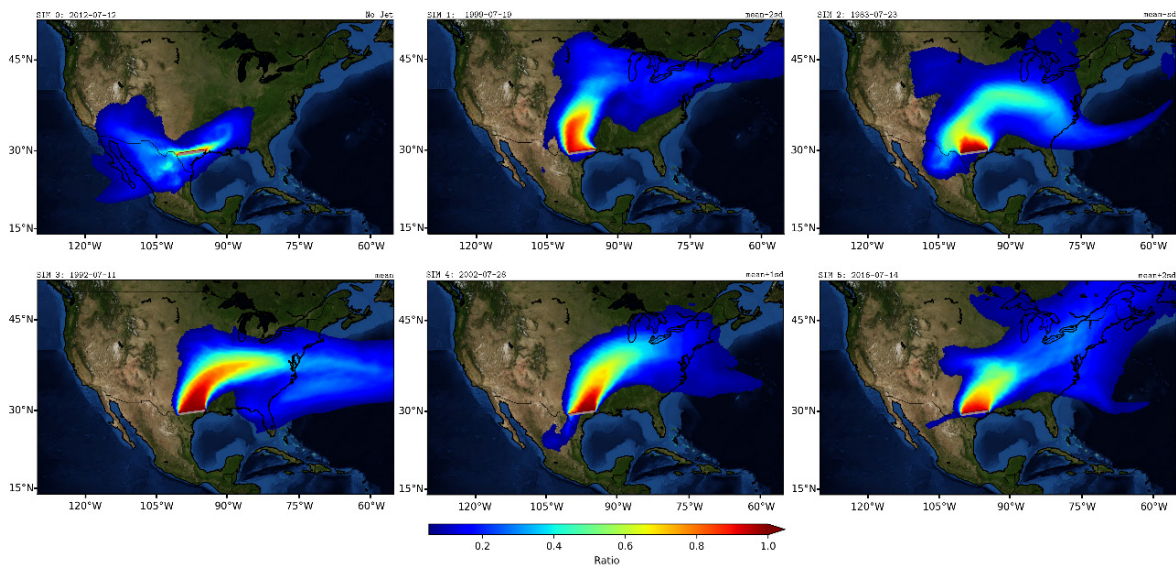 SIM 0: 2012-07-12 No Jet
SIM 1: 1999-07-19 mean-2sd
SIM 2: 1983-07-23 mean-sd
45°N 45°N 45°N
30°N 30°N 30°N
15°N 15°N 15°N
120°W 105°W 90°W 75°W 60°W 120°W 105°W 90°W 75°W 60°W 120°W 105°W 90°W 75°W 60°W
SIM 3: 1992-07-11 mean
SIM 4: 2002-07-26 mean+1sd
SIM 5: 2016-07-14 mean+2sd
45°N 45°N 45°N
30°N 30°N 30°N
15°N 15°N 15°N
120°W 105°W 90°W 75°W 60°W 120°W 105°W 90°W 75°W 60°W 120°W 105°W 90°W 75°W 60°W
0.2 0.4 0.6 0.8 1.0
Ratio